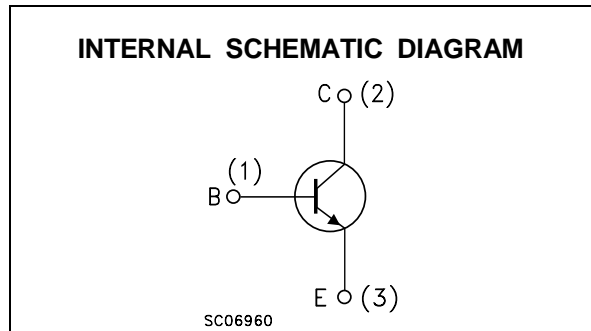 INTERNAL SCHEMATIC DIAGRAM
C (2)
(1)
B
E (3)
SC06960